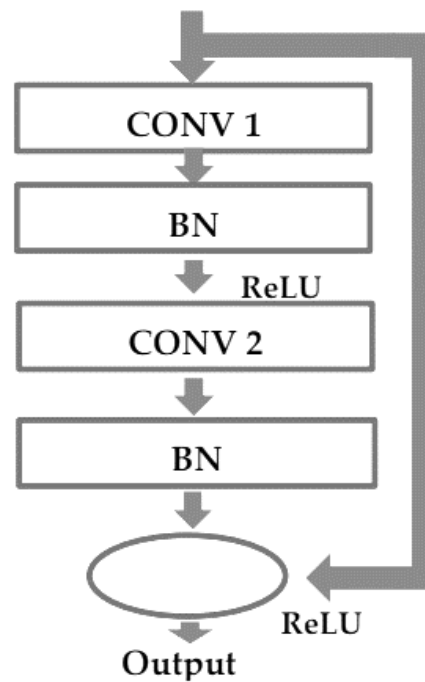 CONV 1
BN
ReLU
CONV 2
BN
ReLU
Output